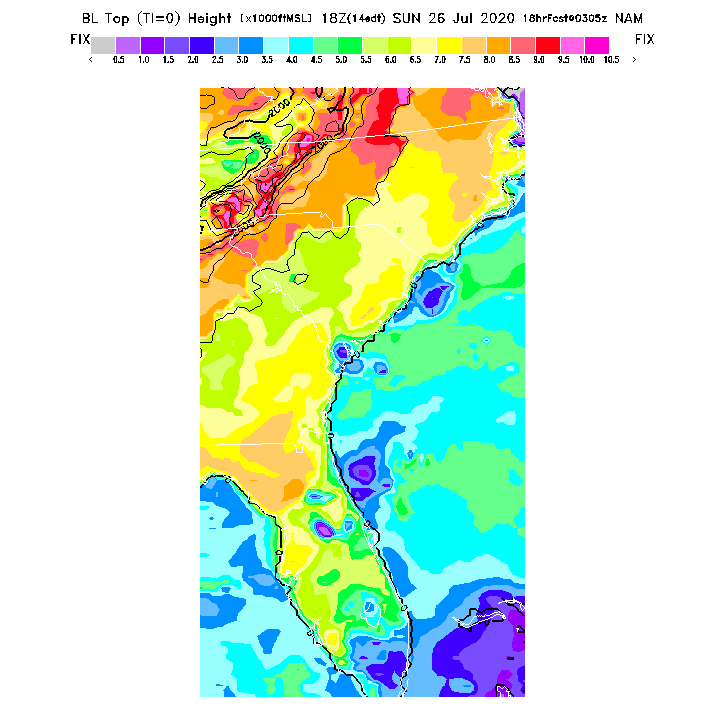 BL Top (TI=0) Height [x1000ftMSL] 18Z(14edt) SUN 26 Jul 2020 18hrFcst@0305z NAM
FIX FIX
< 0.5 1.0 1.5 2.0 2.5 3.0 3.5 4.0 4.5 5.0 5.5 6.0 6.5 7.0 7.5 8.0 8.5 9.0 9.5 10.0 10.5 >
2000
2000